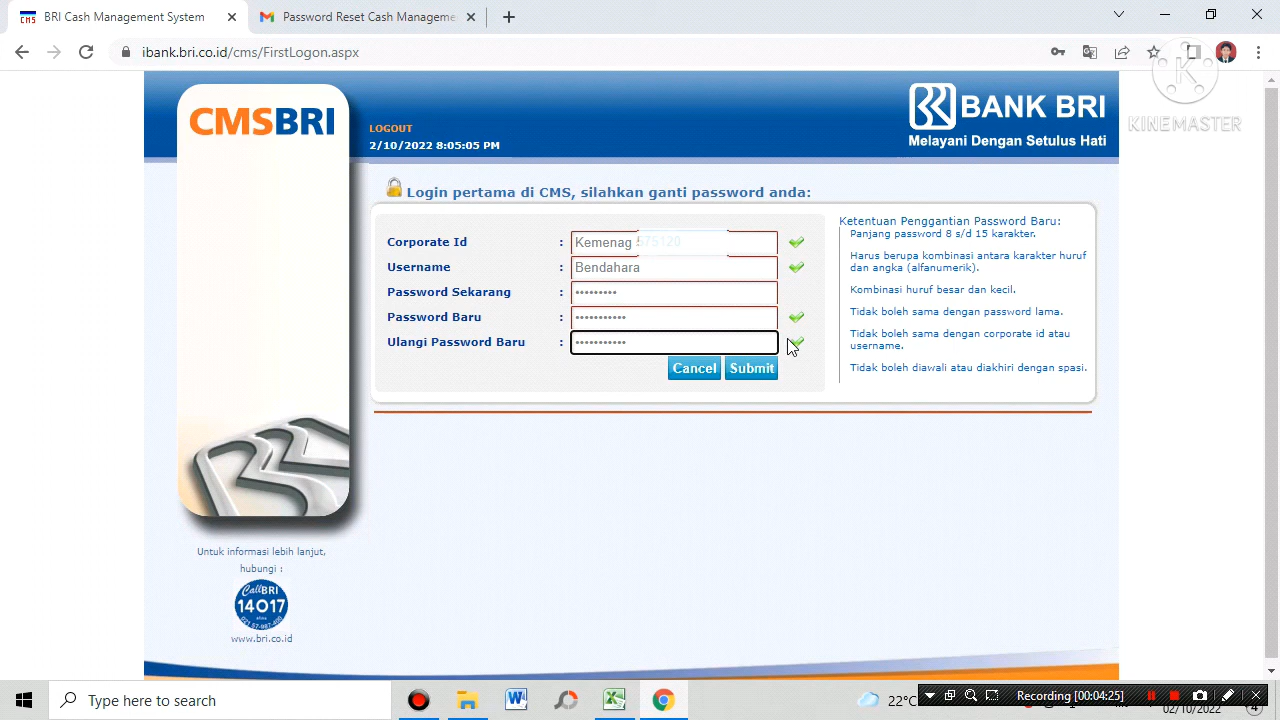 BRI Cash Management System
Password Reset Cash Manageme
ibank.bri.co.id/cms/FirstLogon.aspx
KINEMASTER
CMSBRI
LOGOUT
2/10/2022 8:05:05 PM
BANK BRI
Melayani Dengan Setulus Hati
Login pertama di CMS, silahkan ganti password anda:
Corporate Id : Kemenag 575120
Username : Bendahara
Password Sekarang : •••••••••
Password Baru : •••••••••••
Ulangi Password Baru : •••••••••••
Cancel Submit
Ketentuan Penggantian Password Baru:
Panjang password 8 s/d 15 karakter.
Harus berupa kombinasi antara karakter huruf
dan angka (alfanumerik).
Kombinasi huruf besar dan kecil.
Tidak boleh sama dengan password lama.
Tidak boleh sama dengan corporate id atau
username.
Tidak boleh diawali atau diakhiri dengan spasi.
Untuk informasi lebih lanjut,
hubungi :
CallBRI
14017
www.bri.co.id
Type here to search
22°C
Recording [00:04:25]
02/10/2022